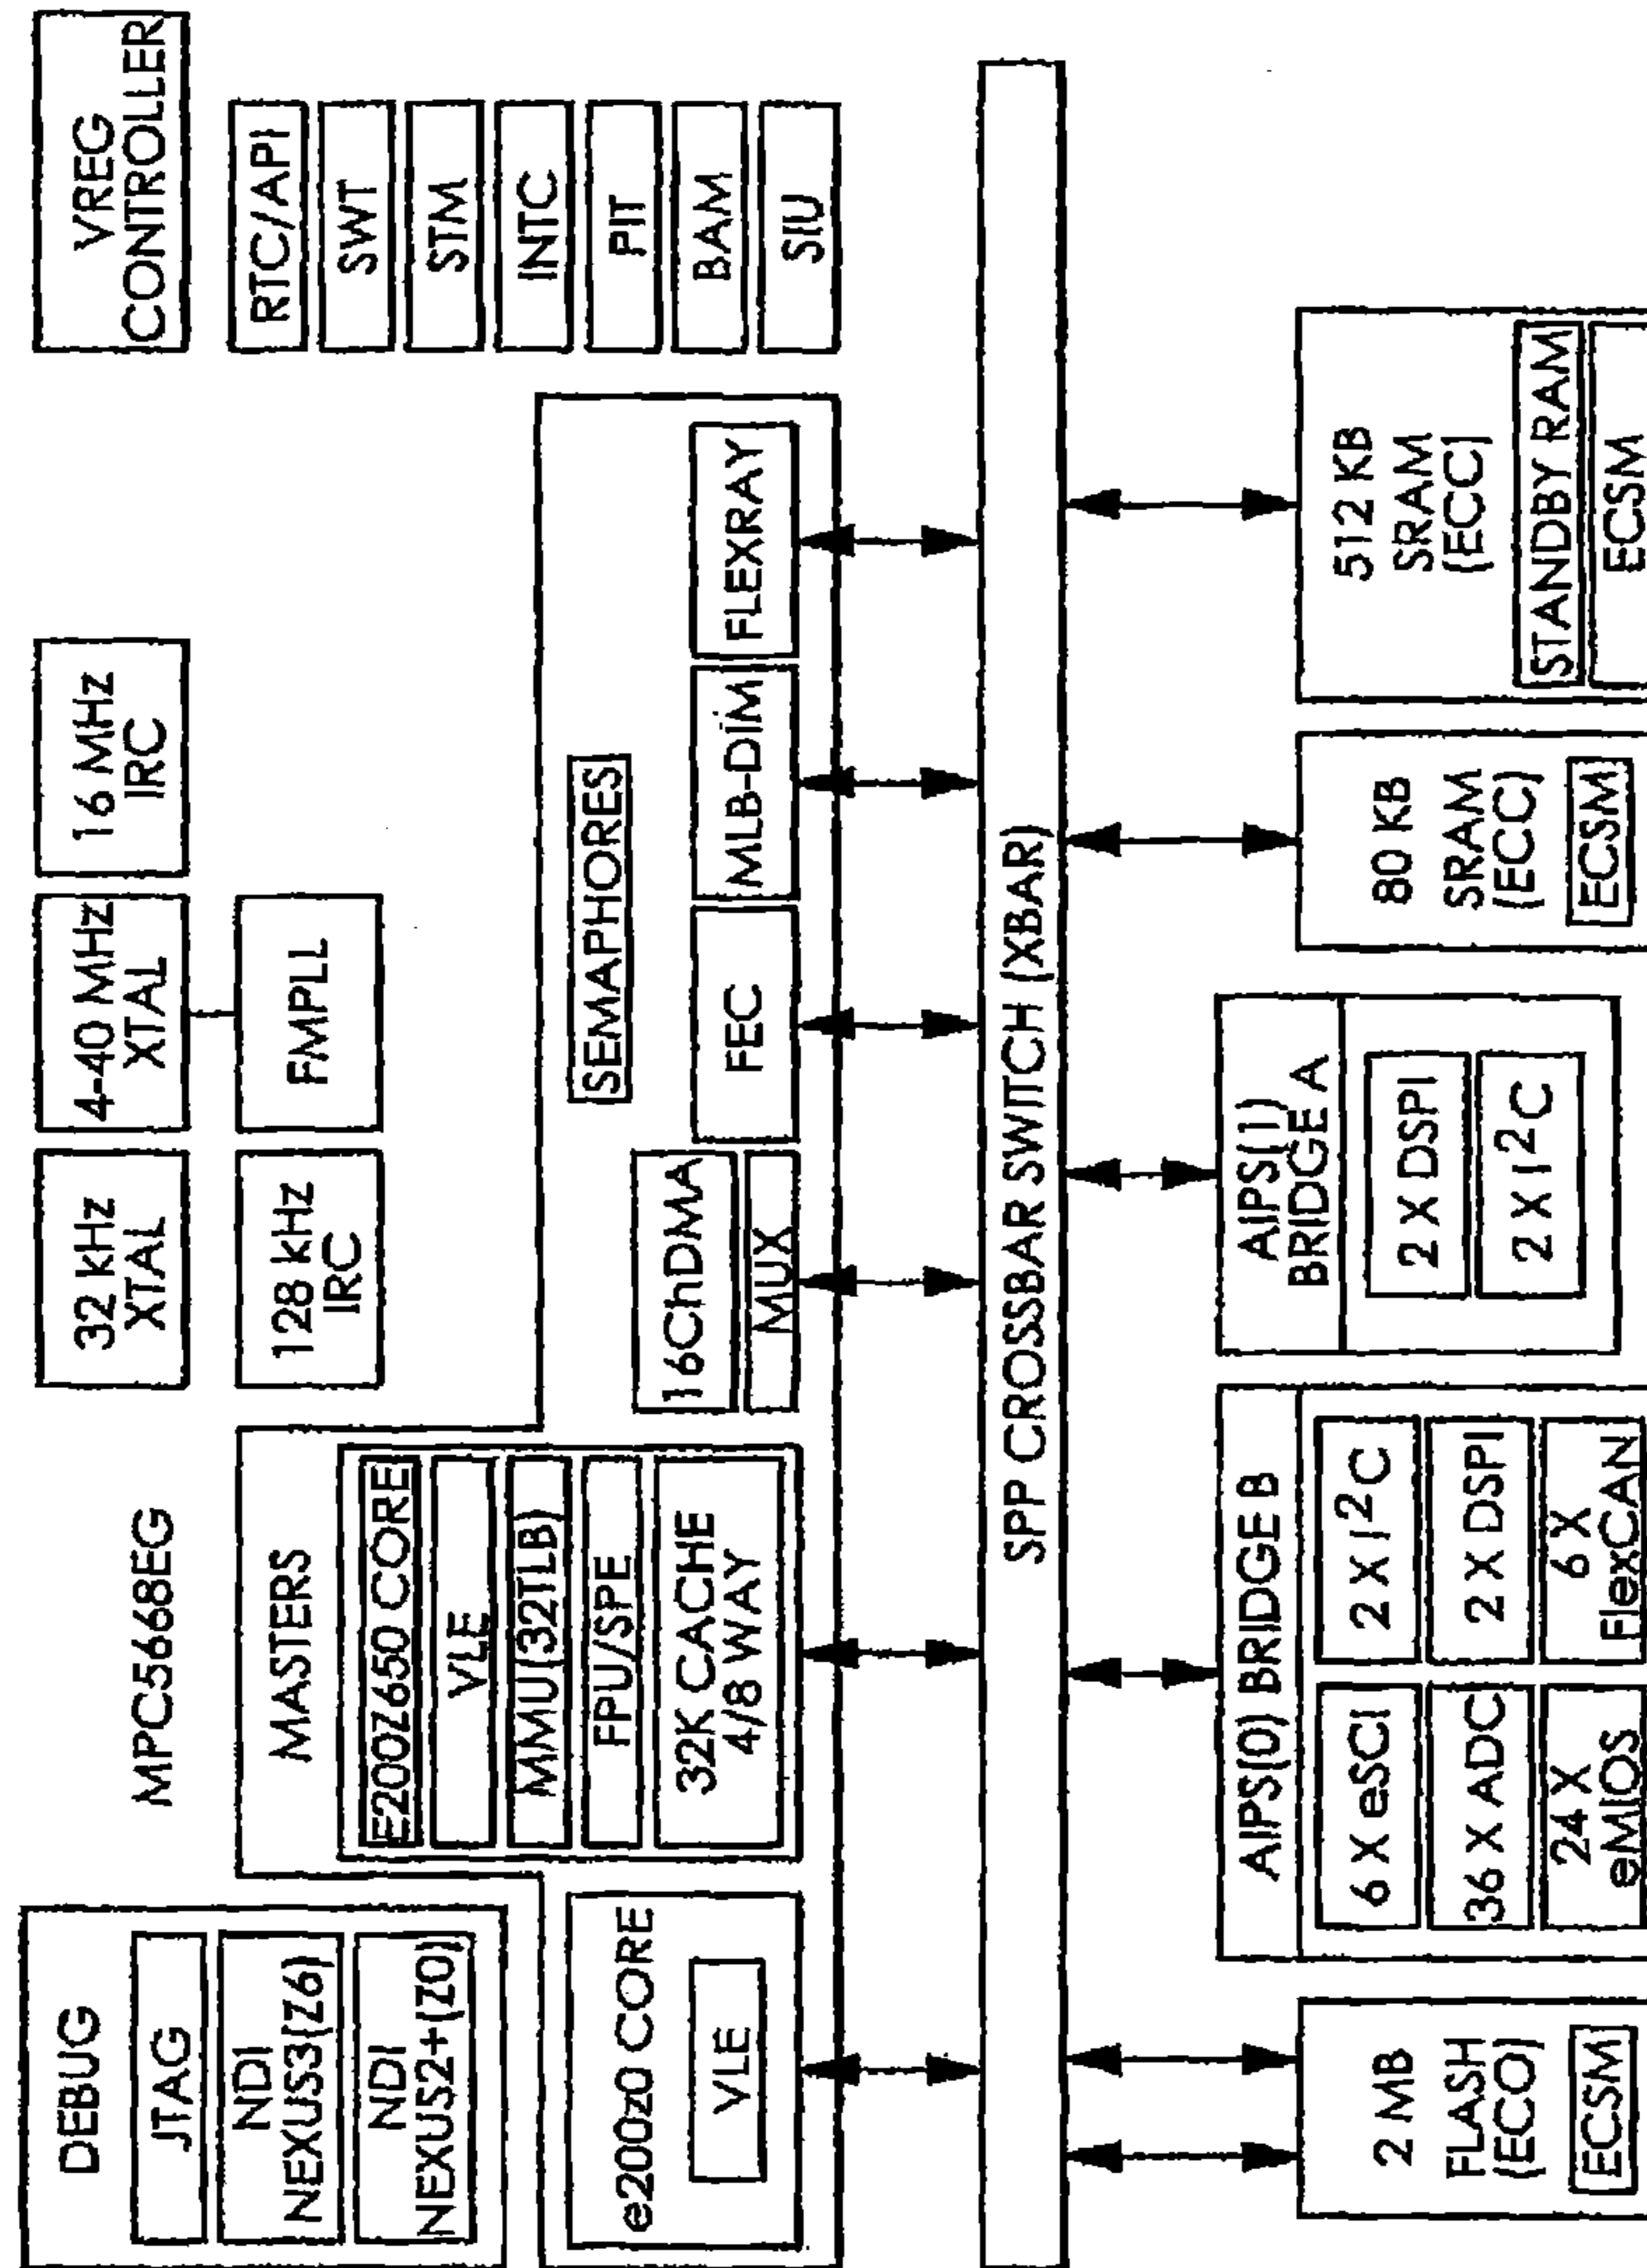 MPC5668EG
DEBUG
JTAG
NDI
NEXUS3(Z6)
NDI
NEXUS2+(Z0)
32 kHz
XTAL
4-40 MHz
XTAL
16 MHz
IRC
128 kHz
IRC
FMPLL
VREG
CONTROLLER
RTC/API
SWT
STM
INTC
PIT
BAM
SIU
MASTERS
E200Z650 CORE
VLE
MMU(32TLB)
FPU/SPE
32K CACHE
4/8 WAY
e200z0 CORE
VLE
SEMAPHORES
16ChDMA
MUX
FEC
MLB-DIM
FLEXRAY
SPP CROSSBAR SWITCH (XBAR)
2 MB
FLASH
(ECO)
ECSM
AIPS(0) BRIDGE B
6 X eSCI
2 X I²C
36 X ADC
2 X DSPI
24 X
eMIOS
6 X
FlexCAN
AIPS(1)
BRIDGE A
2 X DSPI
2 X I²C
80 KB
SRAM
(ECC)
ECSM
512 KB
SRAM
(ECC)
STANDBY RAM
ECSM